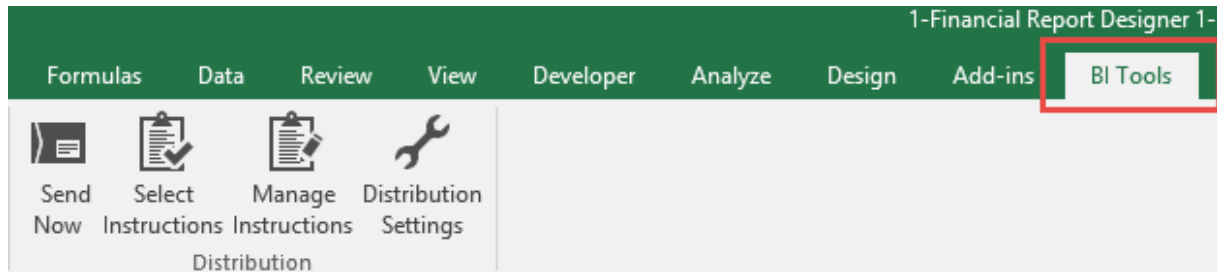 1-Financial Report Designer 1-
Formulas Data Review View Developer Analyze Design Add-ins BI Tools
Send Select Manage Distribution
Now Instructions Instructions Settings
Distribution